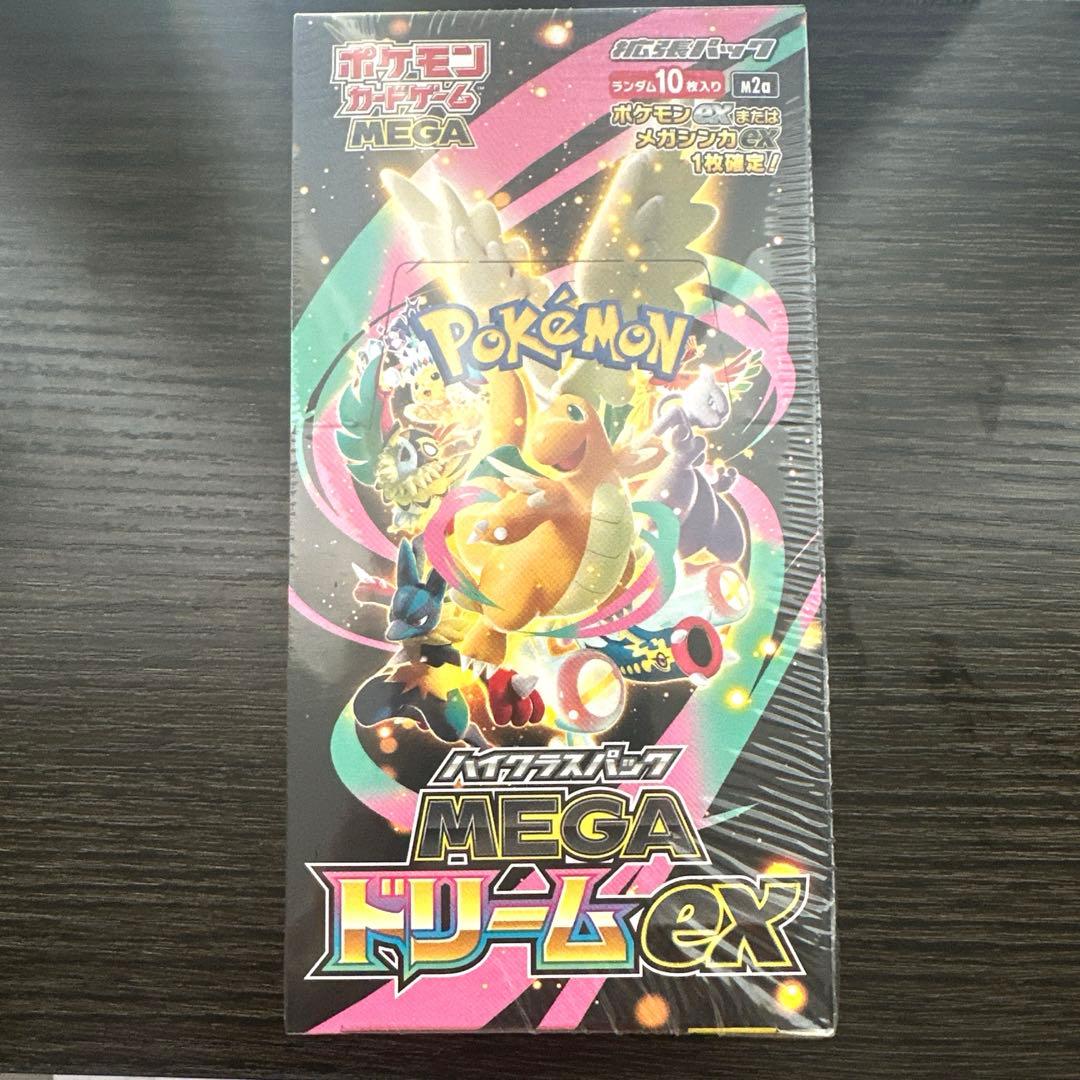 ポケモン
カードゲーム
MEGA
拡張パック
ランダム10枚入り M2a
ポケモンexまたは
メガシンカex
1枚確定!
POKéMON
ハイクラスパック
MEGA
ドリームex